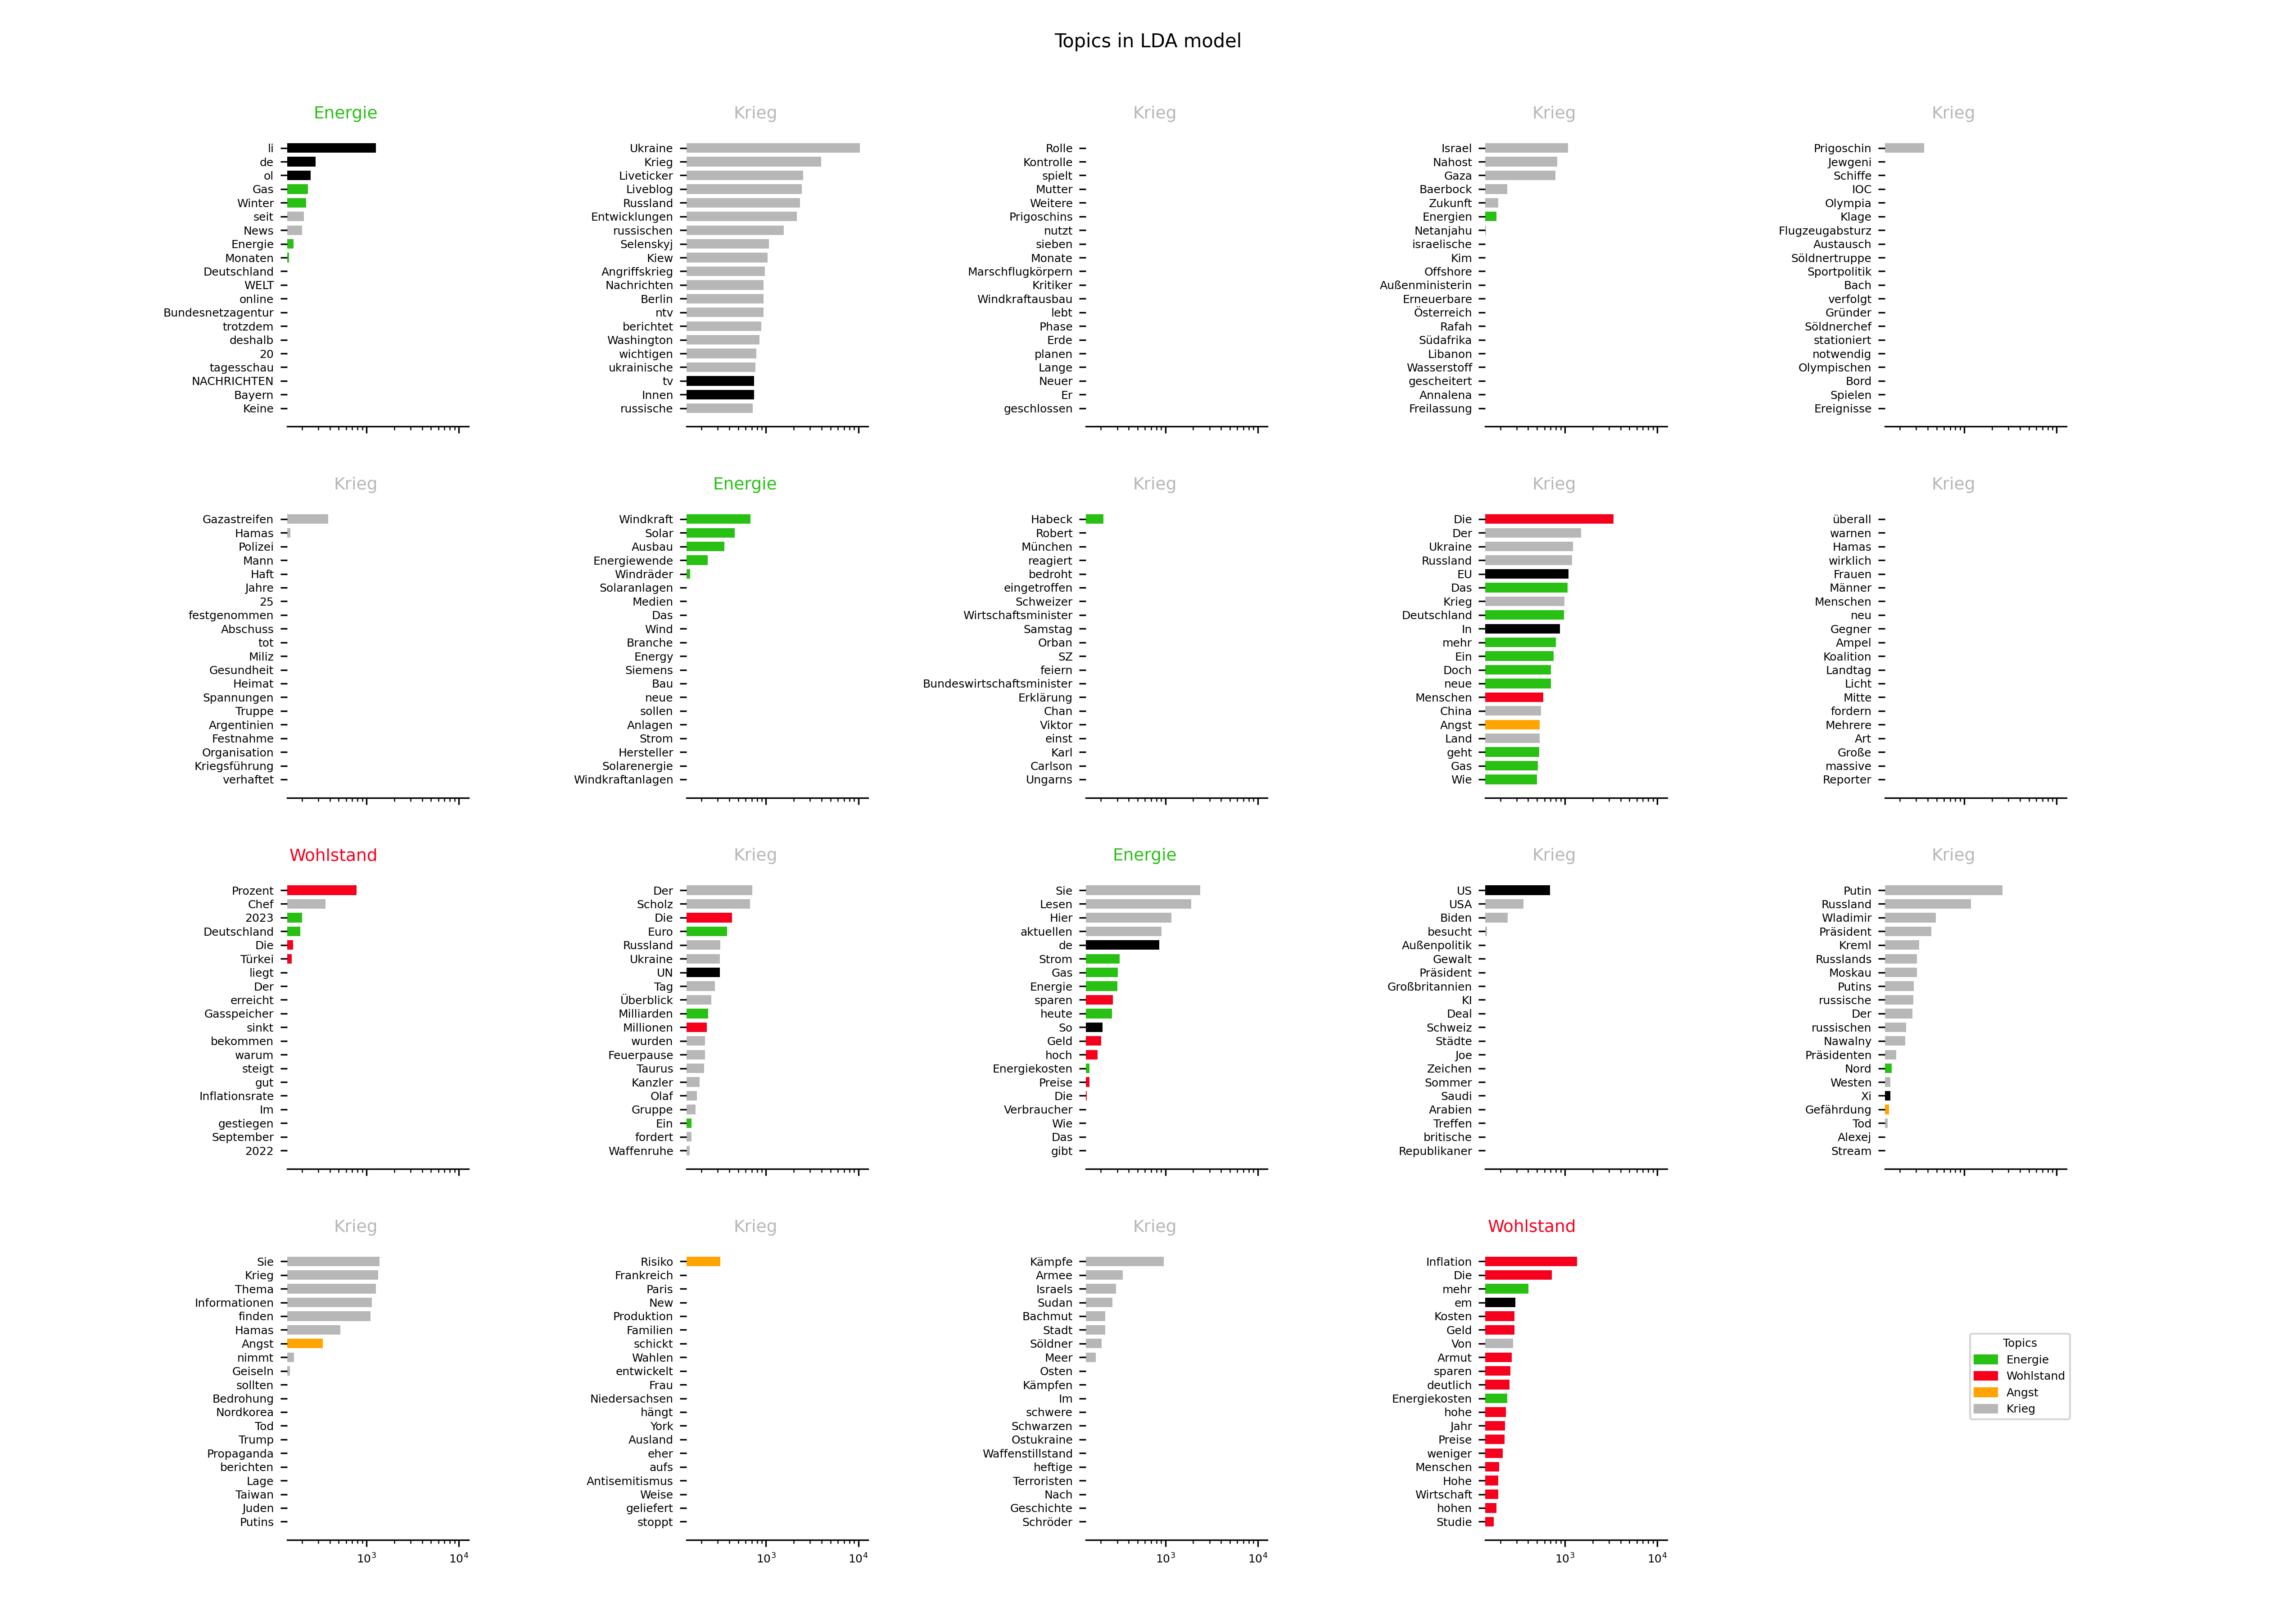 Topics in LDA model
Energie
li
de
ol
Gas
Winter
seit
News
Energie
Monaten
Deutschland
WELT
online
Bundesnetzagentur
trotzdem
deshalb
20
tagesschau
NACHRICHTEN
Bayern
Keine
Krieg
Ukraine
Krieg
Liveticker
Liveblog
Russland
Entwicklungen
russischen
Selenskyj
Kiew
Angriffskrieg
Nachrichten
Berlin
ntv
berichtet
Washington
wichtigen
ukrainische
tv
Innen
russische
Krieg
Rolle
Kontrolle
spielt
Mutter
Weitere
Prigoschins
nutzt
sieben
Monate
Marschflugkörpern
Kritiker
Windkraftausbau
lebt
Phase
Erde
planen
Lange
Neuer
Er
geschlossen
Krieg
Israel
Nahost
Gaza
Baerbock
Zukunft
Energien
Netanjahu
israelische
Kim
Offshore
Außenministerin
Erneuerbare
Österreich
Rafah
Südafrika
Libanon
Wasserstoff
gescheitert
Annalena
Freilassung
Krieg
Prigoschin
Jewgeni
Schiffe
IOC
Olympia
Klage
Flugzeugabsturz
Austausch
Söldnertruppe
Sportpolitik
Bach
verfolgt
Gründer
Söldnerchef
stationiert
notwendig
Olympischen
Bord
Spielen
Ereignisse
Krieg
Gazastreifen
Hamas
Polizei
Mann
Haft
Jahre
25
festgenommen
Abschuss
tot
Miliz
Gesundheit
Heimat
Spannungen
Truppe
Argentinien
Festnahme
Organisation
Kriegsführung
verhaftet
Energie
Windkraft
Solar
Ausbau
Energiewende
Windräder
Solaranlagen
Medien
Das
Wind
Branche
Energy
Siemens
Bau
neue
sollen
Anlagen
Strom
Hersteller
Solarenergie
Windkraftanlagen
Krieg
Habeck
Robert
München
reagiert
bedroht
eingetroffen
Schweizer
Wirtschaftsminister
Samstag
Orban
SZ
feiern
Bundeswirtschaftsminister
Erklärung
Chan
Viktor
einst
Karl
Carlson
Ungarns
Krieg
Die
Der
Ukraine
Russland
EU
Das
Krieg
Deutschland
In
mehr
Ein
Doch
neue
Menschen
China
Angst
Land
geht
Gas
Wie
Krieg
überall
warnen
Hamas
wirklich
Frauen
Männer
Menschen
neu
Gegner
Ampel
Koalition
Landtag
Licht
Mitte
fordern
Mehrere
Art
Große
massive
Reporter
Wohlstand
Prozent
Chef
2023
Deutschland
Die
Türkei
liegt
Der
erreicht
Gasspeicher
sinkt
bekommen
warum
steigt
gut
Inflationsrate
Im
gestiegen
September
2022
Krieg
Der
Scholz
Die
Euro
Russland
Ukraine
UN
Tag
Überblick
Milliarden
Millionen
wurden
Feuerpause
Taurus
Kanzler
Olaf
Gruppe
Ein
fordert
Waffenruhe
Energie
Sie
Lesen
Hier
aktuellen
de
Strom
Gas
Energie
sparen
heute
So
Geld
hoch
Energiekosten
Preise
Die
Verbraucher
Wie
Das
gibt
Krieg
US
USA
Biden
besucht
Außenpolitik
Gewalt
Präsident
Großbritannien
KI
Deal
Schweiz
Städte
Joe
Zeichen
Sommer
Saudi
Arabien
Treffen
britische
Republikaner
Krieg
Putin
Russland
Wladimir
Präsident
Kreml
Russlands
Moskau
Putins
russische
Der
russischen
Nawalny
Präsidenten
Nord
Westen
Xi
Gefährdung
Tod
Alexej
Stream
Krieg
Sie
Krieg
Thema
Informationen
finden
Hamas
Angst
nimmt
Geiseln
sollten
Bedrohung
Nordkorea
Tod
Trump
Propaganda
berichten
Lage
Taiwan
Juden
Putins
10³ 10⁴
Krieg
Risiko
Frankreich
Paris
New
Produktion
Familien
schickt
Wahlen
entwickelt
Frau
Niedersachsen
hängt
York
Ausland
eher
aufs
Antisemitismus
Weise
geliefert
stoppt
10³ 10⁴
Krieg
Kämpfe
Armee
Israels
Sudan
Bachmut
Stadt
Söldner
Meer
Osten
Kämpfen
Im
schwere
Schwarzen
Ostukraine
Waffenstillstand
heftige
Terroristen
Nach
Geschichte
Schröder
10³ 10⁴
Wohlstand
Inflation
Die
mehr
em
Kosten
Geld
Von
Armut
sparen
deutlich
Energiekosten
hohe
Jahr
Preise
weniger
Menschen
Hohe
Wirtschaft
hohen
Studie
10³ 10⁴
Topics
Energie
Wohlstand
Angst
Krieg